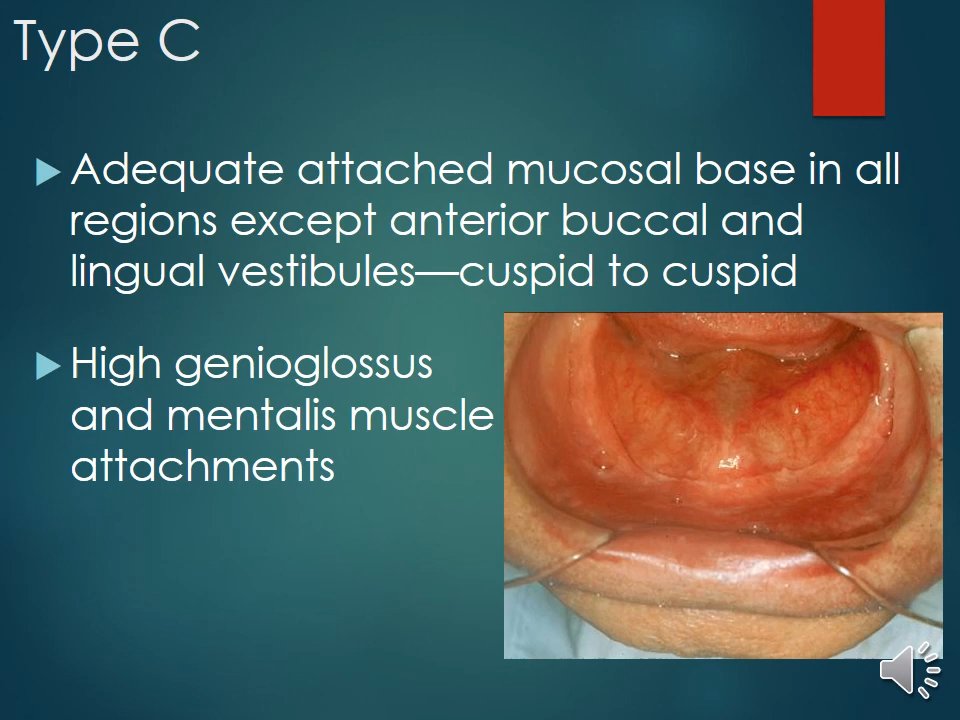 Type C
Adequate attached mucosal base in all
regions except anterior buccal and
lingual vestibules—cuspid to cuspid
High genioglossus
and mentalis muscle
attachments